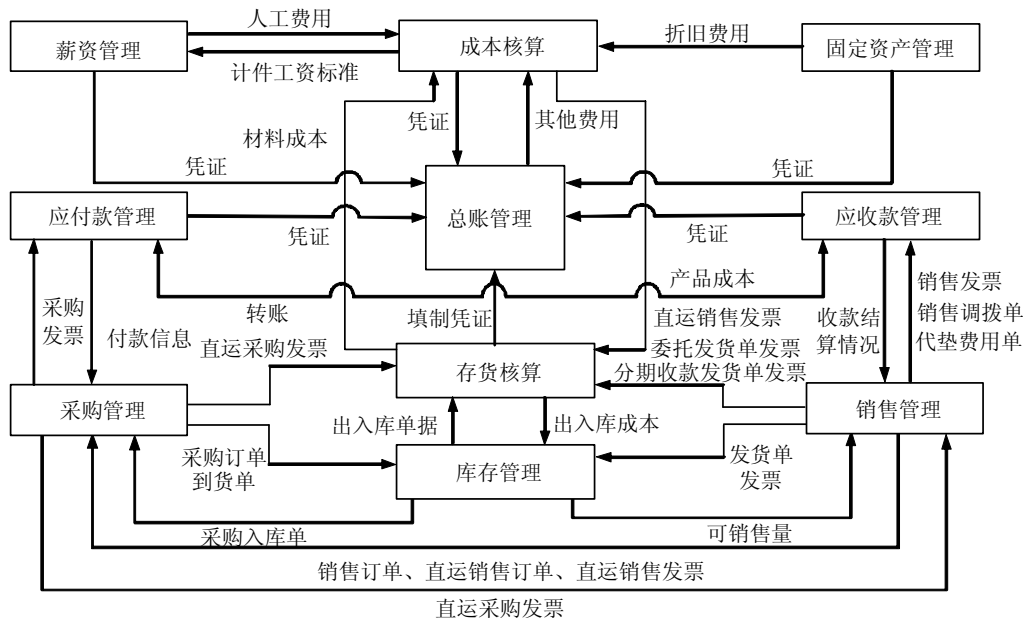 人工费用
薪资管理
成本核算
折旧费用
固定资产管理
计件工资标准
材料成本
凭证
其他费用
凭证
凭证
应付款管理
总账管理
应收款管理
凭证
凭证
采购
发票
付款信息
转账
填制凭证
产品成本
收款结
算情况
销售发票
销售调拨单
代垫费用单
直运采购发票
直运销售发票
委托发货单发票
分期收款发货单发票
采购管理
存货核算
销售管理
出入库单据
出入库成本
采购订单
到货单
库存管理
发货单
发票
采购入库单
可销售量
销售订单、直运销售订单、直运销售发票
直运采购发票